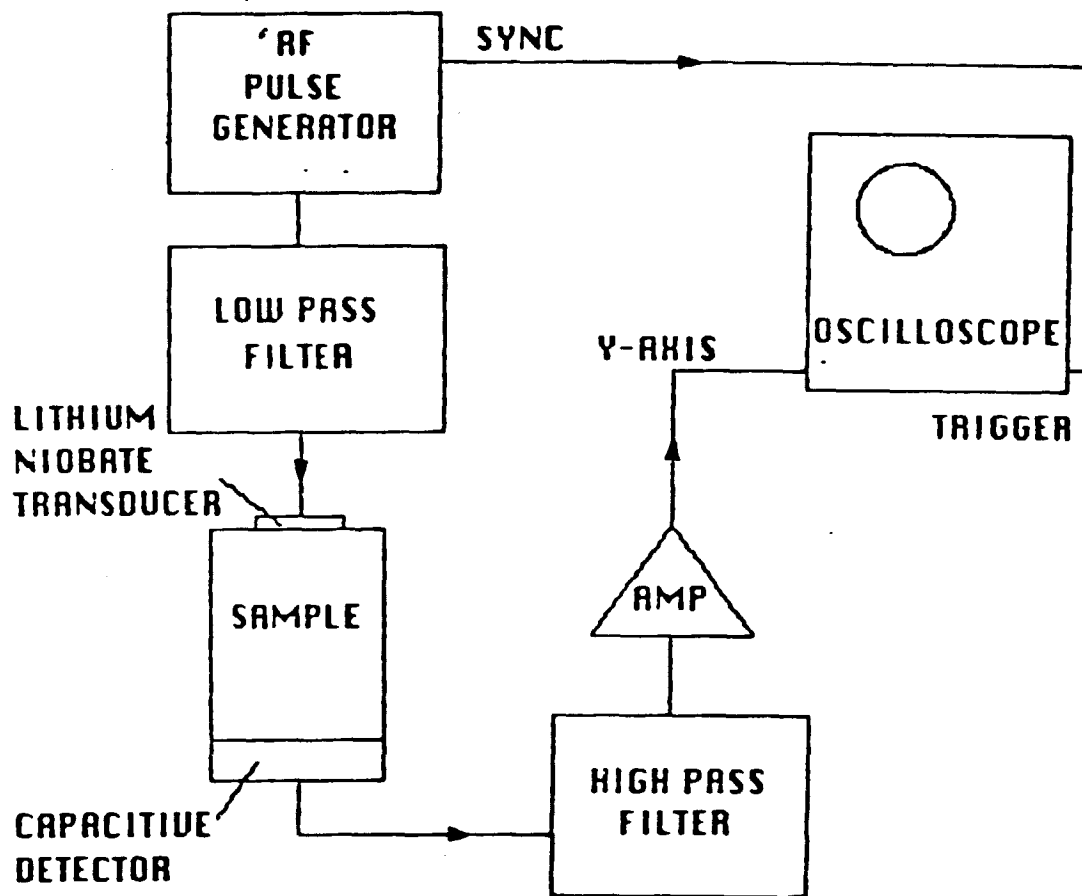 RF
PULSE
GENERATOR
SYNC
LOW PASS
FILTER
OSCILLOSCOPE
Y-AXIS
TRIGGER
LITHIUM
NIOBATE
TRANSDUCER
SAMPLE
AMP
HIGH PASS
FILTER
CAPACITIVE
DETECTOR